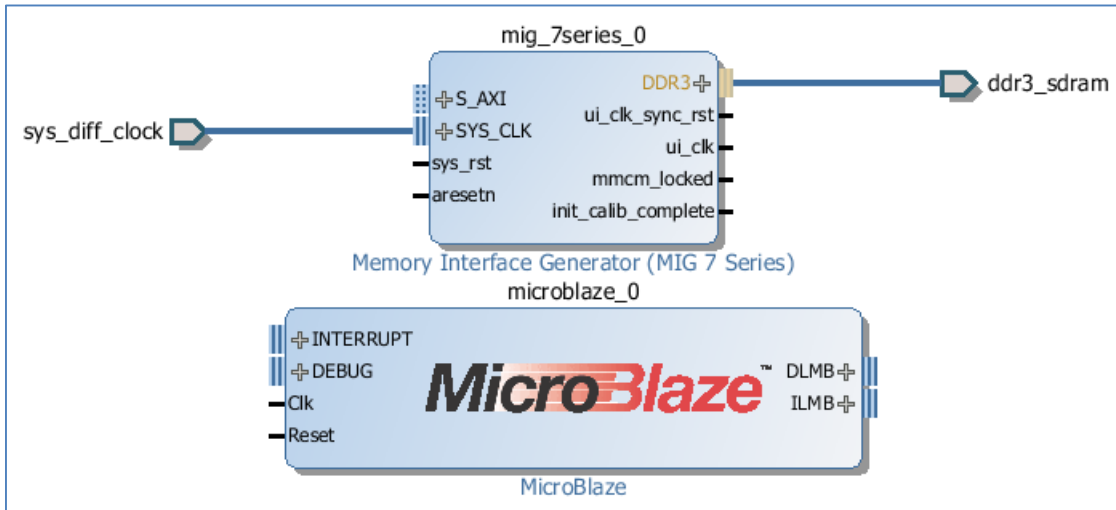 mig_7series_0
DDR3
S_AXI
ddr3_sdram
ui_clk_sync_rst
sys_diff_clock
SYS_CLK
ui_clk
sys_rst
mmcm_locked
aresetn
init_calib_complete
Memory Interface Generator (MIG 7 Series)
microblaze_0
INTERRUPT
DEBUG
MicroBlaze™
DLMB
Clk
ILMB
Reset
MicroBlaze